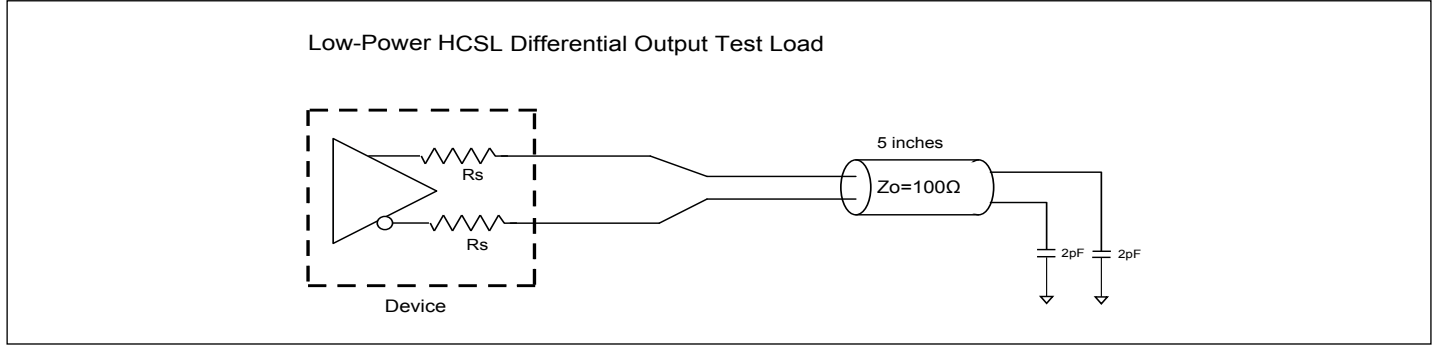 Low-Power HCSL Differential Output Test Load
5 inches
Rs
Zo=100Ω
Rs
2pF
2pF
Device